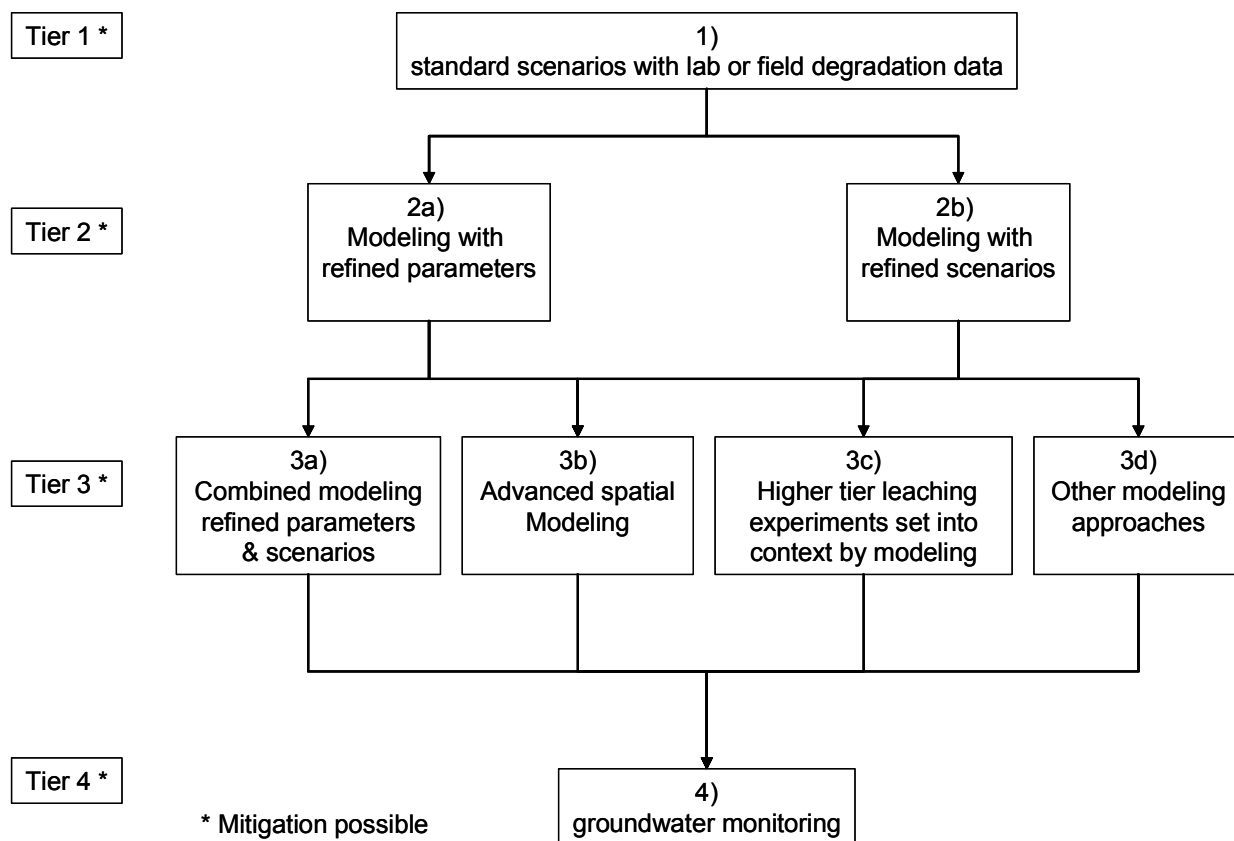 Tier 1 *
1)
standard scenarios with lab or field degradation data
Tier 2 *
2a)
Modeling with
refined parameters
2b)
Modeling with
refined scenarios
Tier 3 *
3a)
Combined modeling
refined parameters
& scenarios
3b)
Advanced spatial
Modeling
3c)
Higher tier leaching
experiments set into
context by modeling
3d)
Other modeling
approaches
Tier 4 *
4)
groundwater monitoring
* Mitigation possible